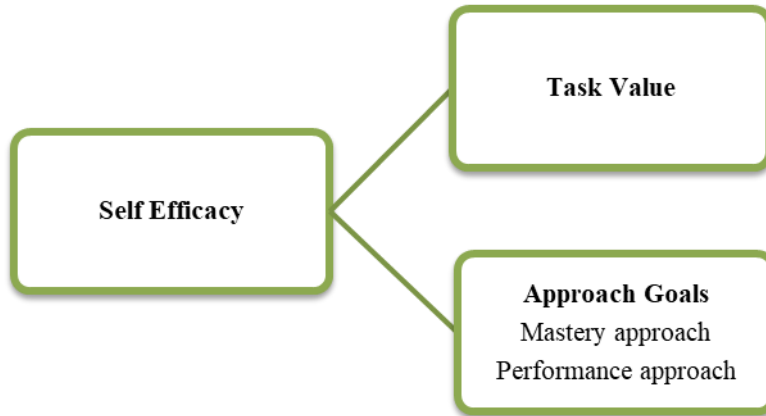 Task Value
Self Efficacy
Approach Goals
Mastery approach
Performance approach